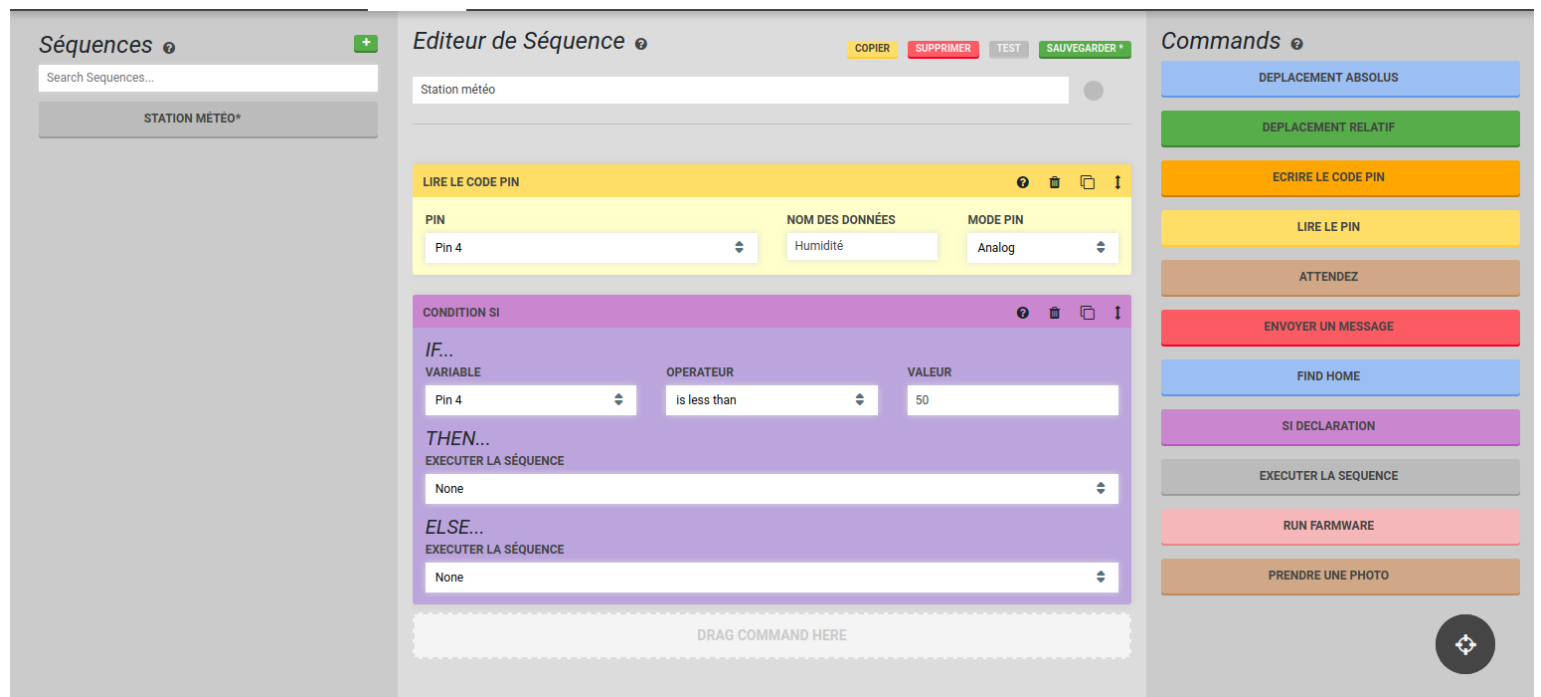 Séquences
+
Search Sequences...
STATION MÉTÉO*
Editeur de Séquence
COPIER SUPPRIMER TEST SAUVEGARDER *
Station météo
LIRE LE CODE PIN
PIN NOM DES DONNÉES MODE PIN
Pin 4 Humidité Analog
CONDITION SI
IF...
VARIABLE OPERATEUR VALEUR
Pin 4 is less than 50
THEN...
EXECUTER LA SÉQUENCE
None
ELSE...
EXECUTER LA SÉQUENCE
None
DRAG COMMAND HERE
Commands
DEPLACEMENT ABSOLUS
DEPLACEMENT RELATIF
ECRIRE LE CODE PIN
LIRE LE PIN
ATTENDEZ
ENVOYER UN MESSAGE
FIND HOME
SI DECLARATION
EXECUTER LA SEQUENCE
RUN FARMWARE
PRENDRE UNE PHOTO